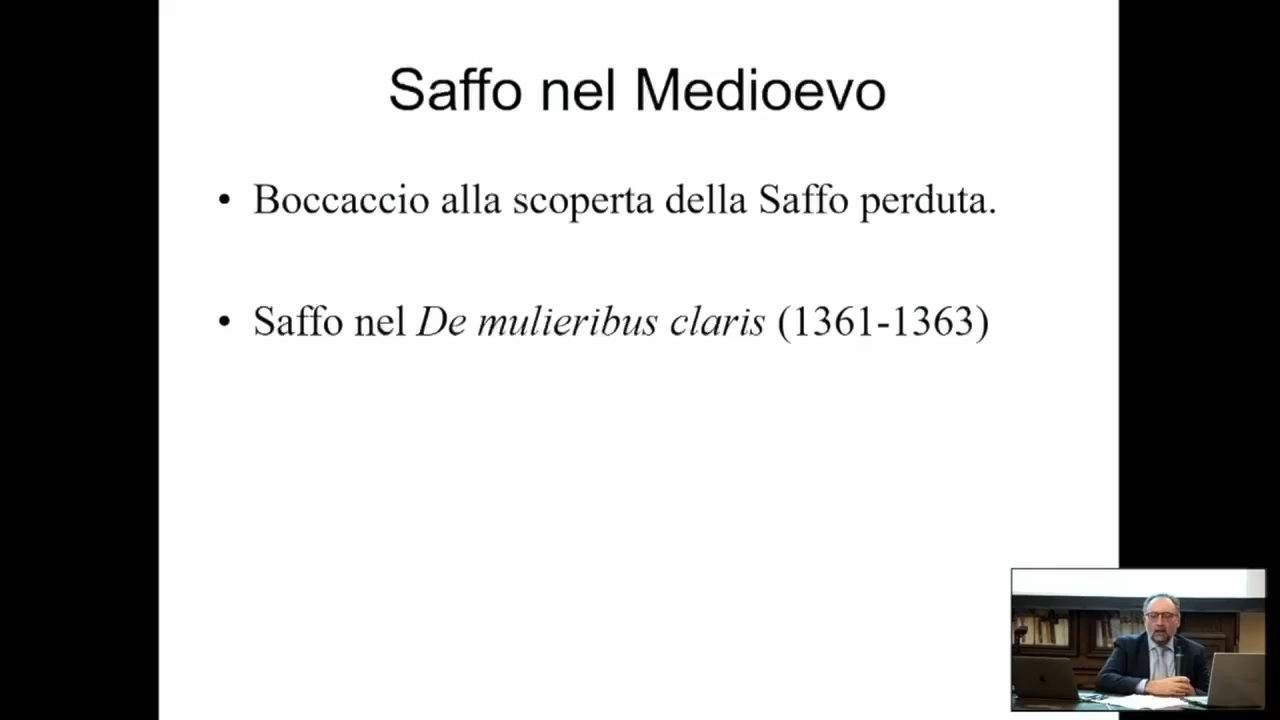 Saffo nel Medioevo
• Boccaccio alla scoperta della Saffo perduta.
• Saffo nel De mulieribus claris (1361-1363)